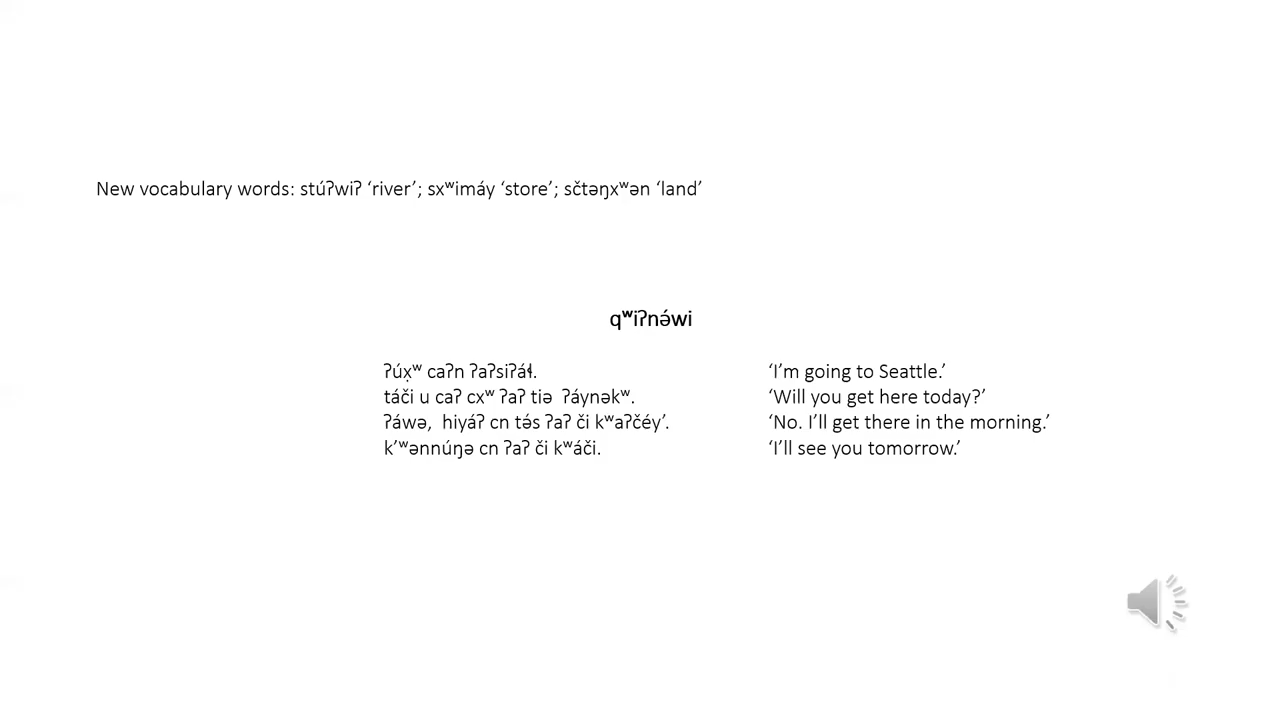 New vocabulary words: stúʔwiʔ ‘river’; sxʷimáy ‘store’; sčtəŋxʷən ‘land’
qʷiʔnə́wi
ʔúx̣ʷ caʔn ʔaʔsiʔáɬ. ‘I’m going to Seattle.’
táči u caʔ cxʷ ʔaʔ tiə ʔáynəkʷ. ‘Will you get here today?’
ʔáwə, hiyáʔ cn tə́s ʔaʔ či kʷaʔčéy’. ‘No. I’ll get there in the morning.’
k’ʷənnúŋə cn ʔaʔ či kʷáči. ‘I’ll see you tomorrow.’